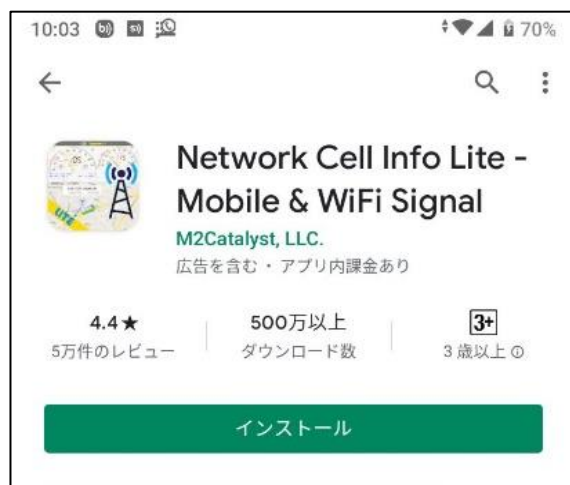 10:03 70%
Network Cell Info Lite -
Mobile & WiFi Signal
M2Catalyst, LLC.
広告を含む・アプリ内課金あり
4.4★ 500万以上 3+
5万件のレビュー ダウンロード数 3 歳以上
インストール
LITE